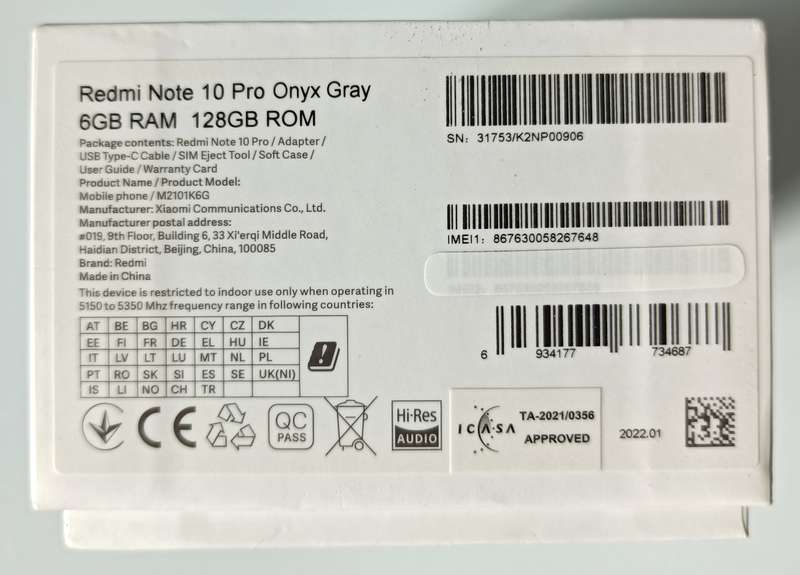 Redmi Note 10 Pro Onyx Gray
6GB RAM 128GB ROM
Package contents: Redmi Note 10 Pro / Adapter /
USB Type-C Cable / SIM Eject Tool / Soft Case /
User Guide / Warranty Card
Product Name / Product Model:
Mobile phone / M2101K6G
Manufacturer: Xiaomi Communications Co., Ltd.
Manufacturer postal address:
#019, 9th Floor, Building 6, 33 Xi'erqi Middle Road,
Haidian District, Beijing, China, 100085
Brand: Redmi
Made in China
This device is restricted to indoor use only when operating in
5150 to 5350 Mhz frequency range in following countries:
AT BE BG HR CY CZ DK
EE FI FR DE EL HU IE
IT LV LT LU MT NL PL
PT RO SK SI ES SE UK(NI)
IS LI NO CH TR
CE
QC
PASS
Hi-Res
AUDIO
SN: 31753/K2NP00906
IMEI1: 867630058267648
6 934177 734687
ICASA
TA-2021/0356
APPROVED
2022.01